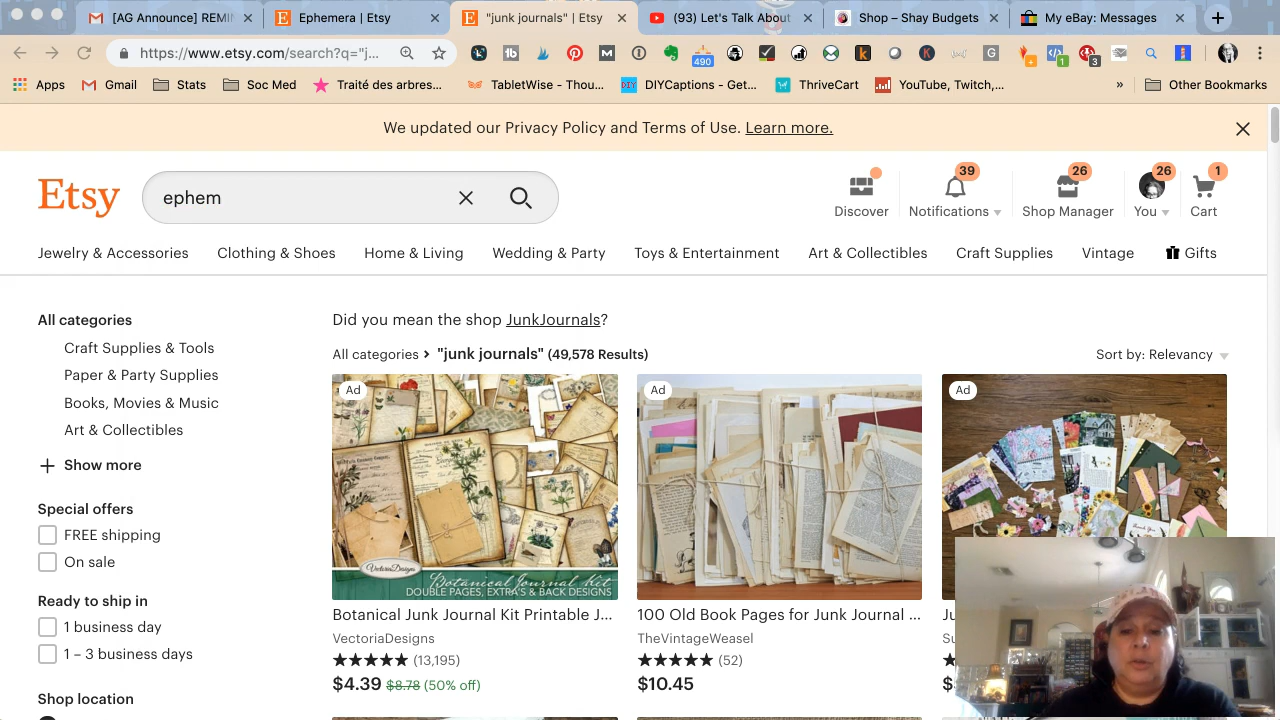 [AG Announce] REMIN
Ephemera | Etsy
"junk journals" | Etsy
(93) Let's Talk About
Shop – Shay Budgets
My eBay: Messages
https://www.etsy.com/search?q="j...
490
1
3
Apps
Gmail
Stats
Soc Med
Traité des arbres...
TabletWise - Thou...
DIYCaptions - Get...
ThriveCart
YouTube, Twitch,...
»
Other Bookmarks
We updated our Privacy Policy and Terms of Use. Learn more.
Etsy
ephem
Discover
39
Notifications
26
Shop Manager
26
You
1
Cart
Jewelry & Accessories
Clothing & Shoes
Home & Living
Wedding & Party
Toys & Entertainment
Art & Collectibles
Craft Supplies
Vintage
Gifts
All categories
Craft Supplies & Tools
Paper & Party Supplies
Books, Movies & Music
Art & Collectibles
Show more
Special offers
FREE shipping
On sale
Ready to ship in
1 business day
1 – 3 business days
Shop location
Did you mean the shop JunkJournals?
All categories > "junk journals" (49,578 Results)
Sort by: Relevancy
Ad
VectoriaDesigns
Botanical Journal Kit
DOUBLE PAGES, EXTRA'S & BACK DESIGNS
Botanical Junk Journal Kit Printable J...
VectoriaDesigns
(13,195)
$4.39 $8.78 (50% off)
Ad
100 Old Book Pages for Junk Journal ...
TheVintageWeasel
(52)
$10.45
Ad
Ju
Su
$